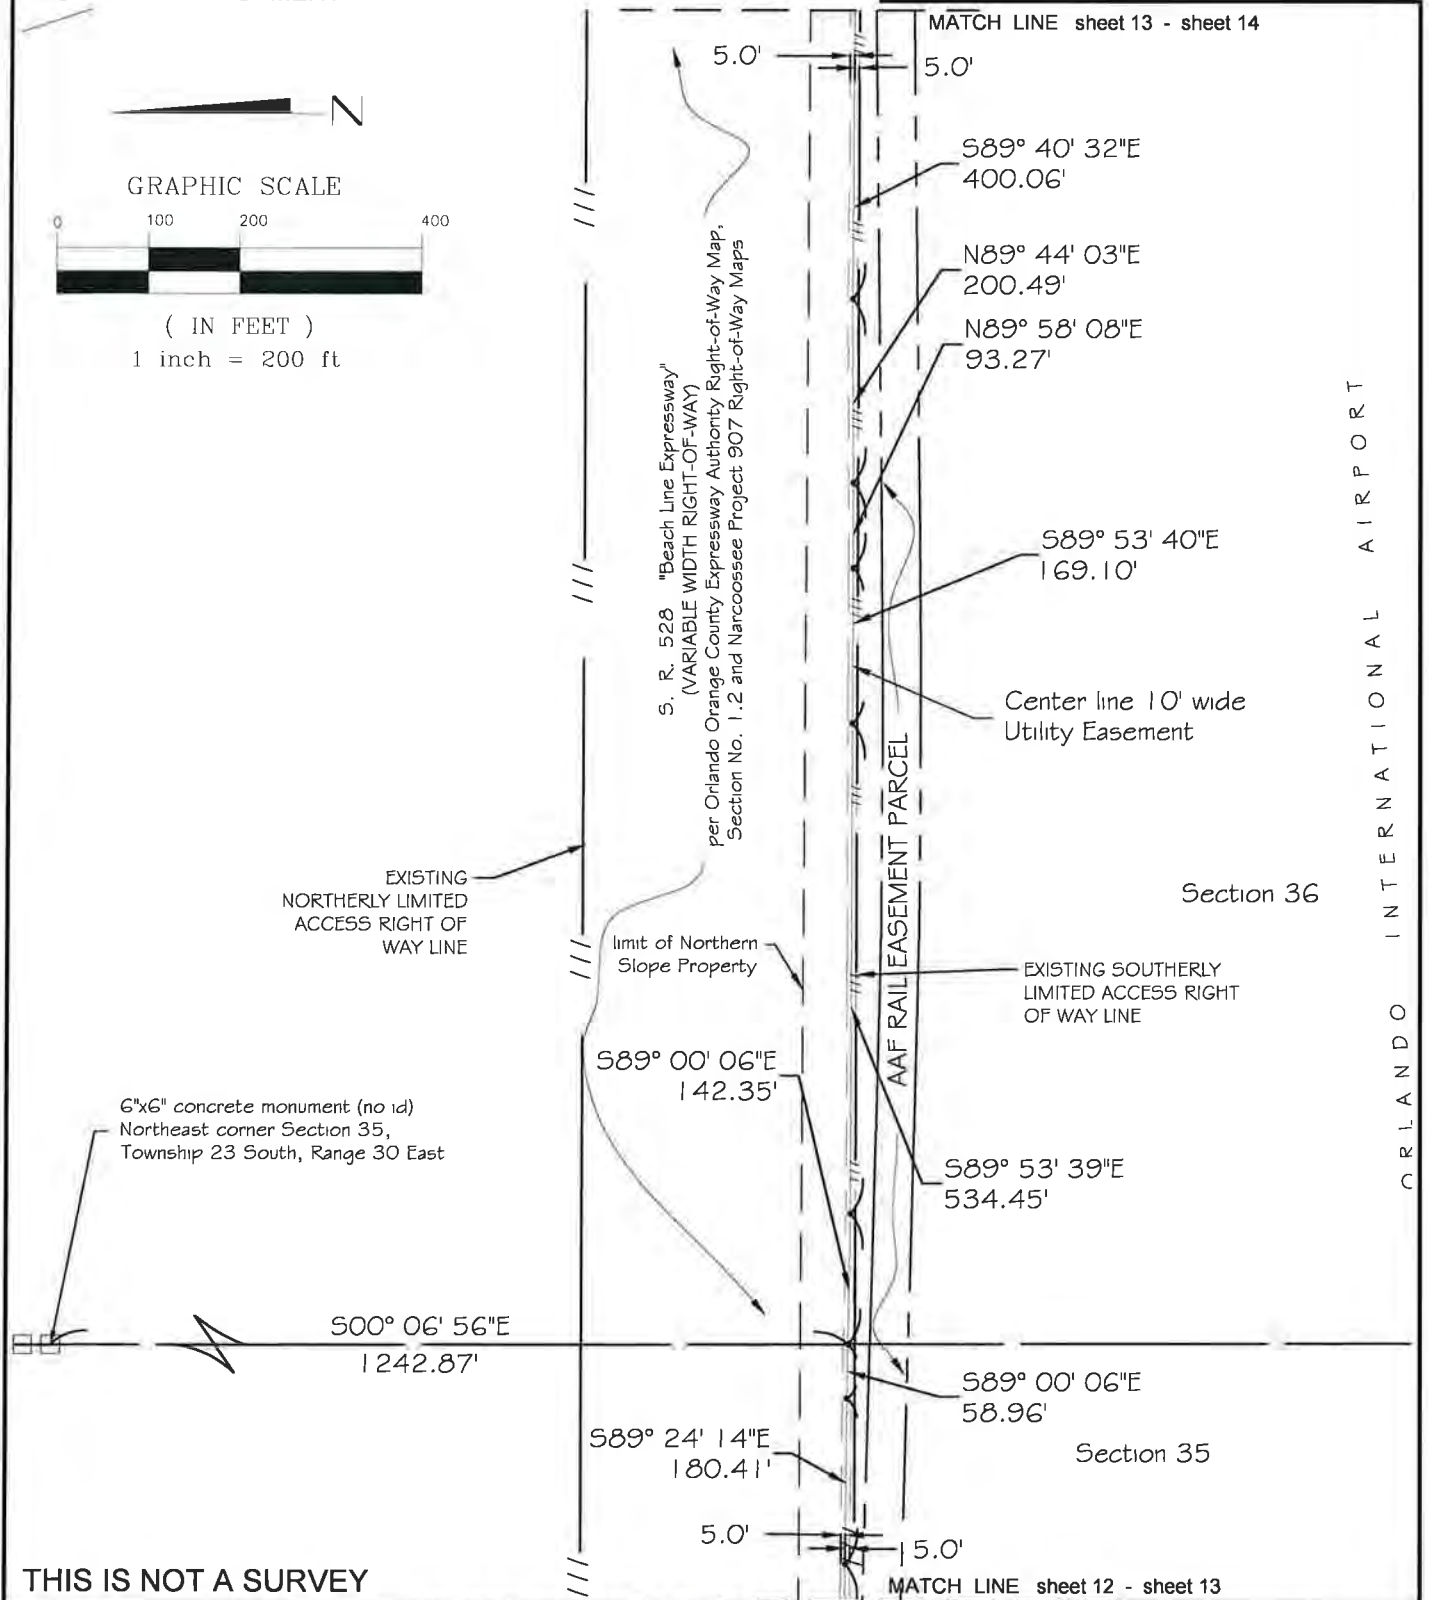 MATCH LINE sheet 13 - sheet 14
5.0'
5.0'
N
GRAPHIC SCALE
0 100 200 400
( IN FEET )
1 inch = 200 ft
S89° 40' 32"E
400.06'
N89° 44' 03"E
200.49'
N89° 58' 08"E
93.27'
S89° 53' 40"E
169.10'
S. R. 528 "Beach Line Expressway"
(VARIABLE WIDTH RIGHT-OF-WAY)
per Orlando Orange County Expressway Authority Right-of-Way Map,
Section No. 1.2 and Narcoossee Project 907 Right-of-Way Maps
Center line 10' wide
Utility Easement
AAF RAIL EASEMENT PARCEL
ORLANDO INTERNATIONAL AIRPORT
Section 36
EXISTING
NORTHERLY LIMITED
ACCESS RIGHT OF
WAY LINE
limit of Northern
Slope Property
EXISTING SOUTHERLY
LIMITED ACCESS RIGHT
OF WAY LINE
S89° 00' 06"E
142.35'
6"x6" concrete monument (no id)
Northeast corner Section 35,
Township 23 South, Range 30 East
S89° 53' 39"E
534.45'
S00° 06' 56"E
1242.87'
S89° 00' 06"E
58.96'
S89° 24' 14"E
180.41'
Section 35
5.0'
5.0'
THIS IS NOT A SURVEY
MATCH LINE sheet 12 - sheet 13